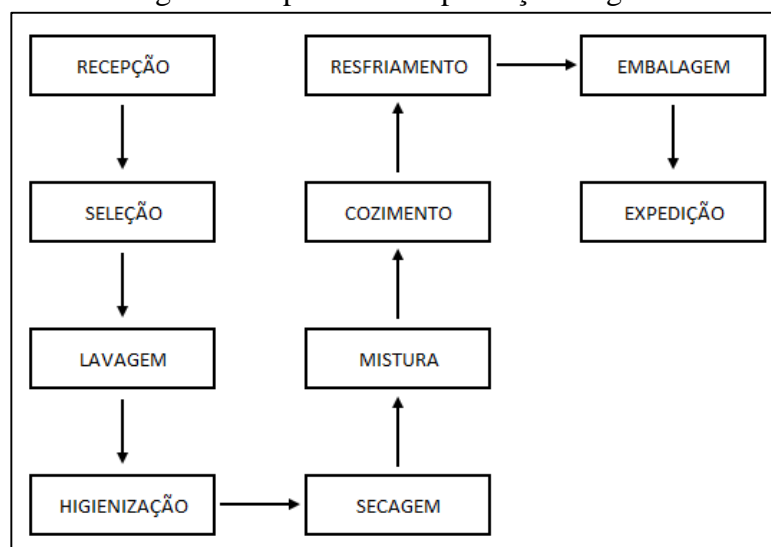 RECEPÇÃO
SELEÇÃO
LAVAGEM
HIGIENIZAÇÃO
SECAGEM
MISTURA
COZIMENTO
RESFRIAMENTO
EMBALAGEM
EXPEDIÇÃO